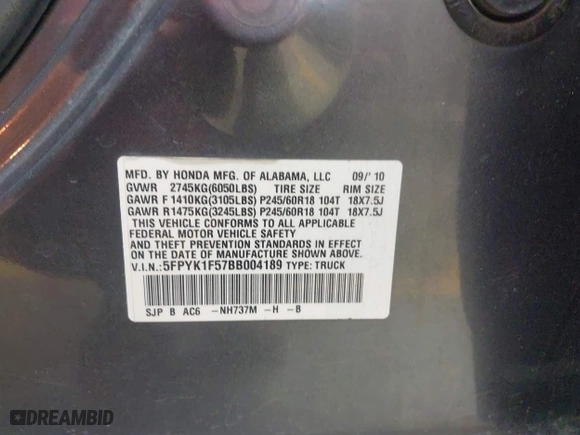 MFD. BY HONDA MFG. OF ALABAMA, LLC 09/'10
GVWR 2745KG(6050LBS) TIRE SIZE RIM SIZE
GAWR F 1410KG(3105LBS) P245/60R18 104T 18X7.5J
GAWR R1475KG(3245LBS) P245/60R18 104T 18X7.5J
THIS VEHICLE CONFORMS TO ALL APPLICABLE
FEDERAL MOTOR VEHICLE SAFETY
AND THEFT PREVENTION STANDARDS IN EFFECT
ON THE DATE OF MANUFACTURE SHOWN ABOVE.
V.I.N.: 5FPYK1F57BB004189 TYPE: TRUCK
SJP B AC6 -NH737M -H -B
DREAMBID